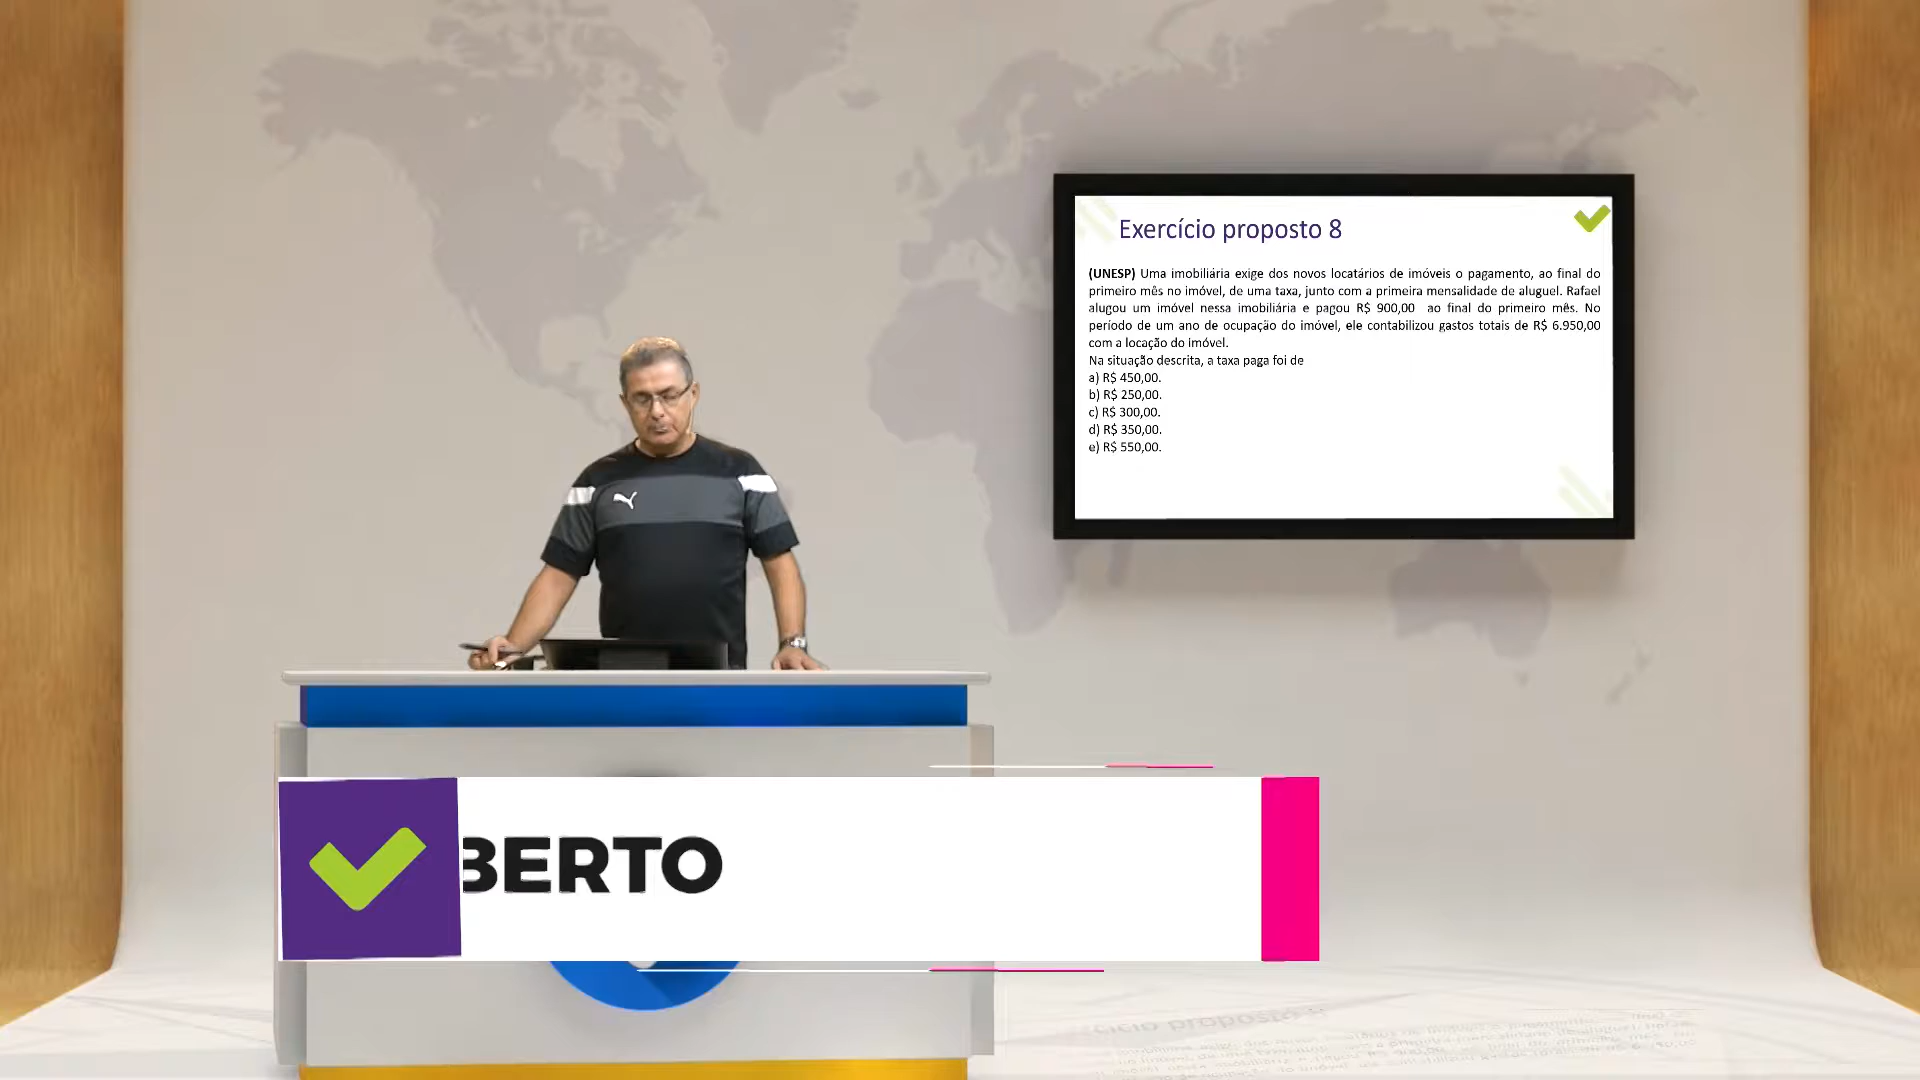 Exercício proposto 8
(UNESP) Uma imobiliária exige dos novos locatários de imóveis o pagamento, ao final do
primeiro mês no imóvel, de uma taxa, junto com a primeira mensalidade de aluguel. Rafael
alugou um imóvel nessa imobiliária e pagou R$ 900,00 ao final do primeiro mês. No
período de um ano de ocupação do imóvel, ele contabilizou gastos totais de R$ 6.950,00
com a locação do imóvel.
Na situação descrita, a taxa paga foi de
a) R$ 450,00.
b) R$ 250,00.
c) R$ 300,00.
d) R$ 350,00.
e) R$ 550,00.
BERTO